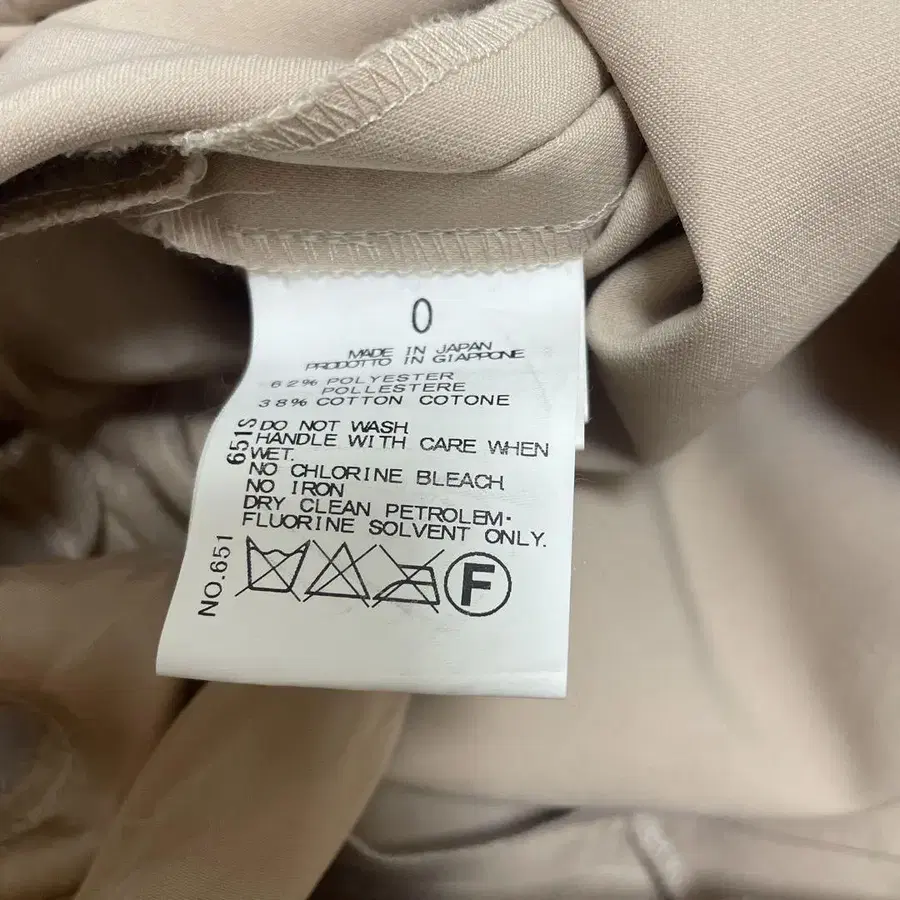 0
MADE IN JAPAN
PRODOTTO IN GIAPPONE
62% POLYESTER
POLLESTERE
38% COTTON COTONE
DO NOT WASH
HANDLE WITH CARE WHEN
WET.
NO CHLORINE BLEACH
NO IRON
DRY CLEAN PETROLEM-
FLUORINE SOLVENT ONLY.
F
NO.651
651S